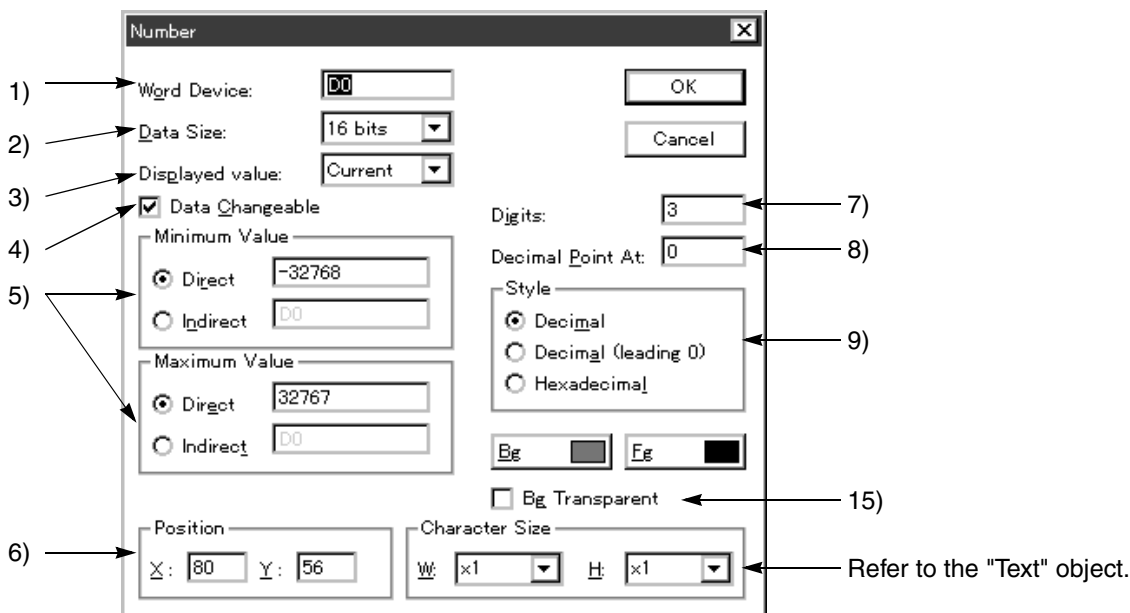 Number
1) Word Device: D0 OK
2) Data Size: 16 bits Cancel
3) Displayed value: Current
4) Data Changeable
Digits: 3 7)
Decimal Point At: 0 8)
5) Minimum Value
Direct -32768
Indirect D0
Maximum Value
Direct 32767
Indirect D0
Style 9)
Decimal
Decimal (leading 0)
Hexadecimal
Bg Fg
Bg Transparent 15)
6) Position
X: 80 Y: 56
Character Size
W: ×1 H: ×1 Refer to the "Text" object.